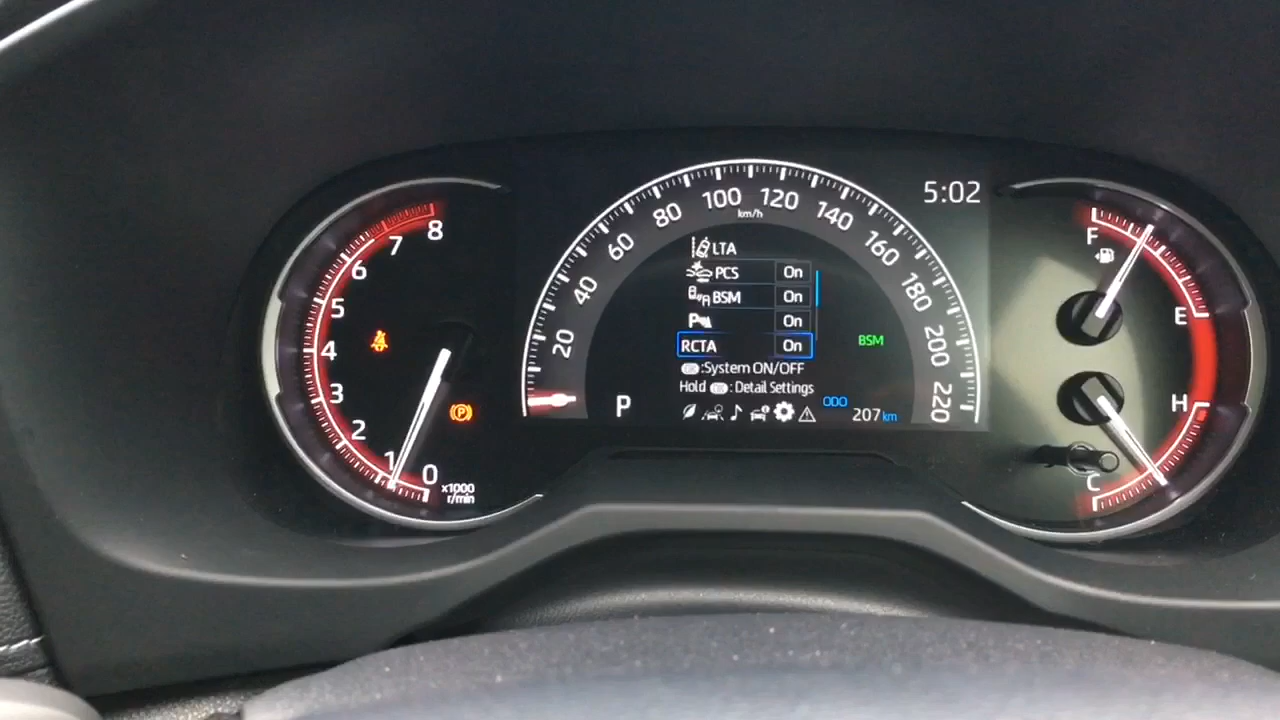 8
7
6
5
4
3
2
1
0
x1000
r/min
P
20
40
60
80
100
120
140
160
180
200
220
km/h
5:02
LTA
PCS On
BSM On
P On
RCTA On
OK :System ON/OFF
Hold OK : Detail Settings
BSM
P
ODO
207 km
F
E
H
C